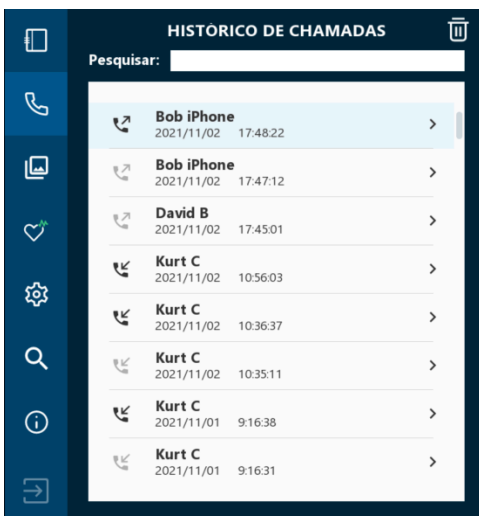 HISTÓRICO DE CHAMADAS
Pesquisar:
Bob iPhone
2021/11/02 17:48:22
Bob iPhone
2021/11/02 17:47:12
David B
2021/11/02 17:45:01
Kurt C
2021/11/02 10:56:03
Kurt C
2021/11/02 10:36:37
Kurt C
2021/11/02 10:35:11
Kurt C
2021/11/01 9:16:38
Kurt C
2021/11/01 9:16:31